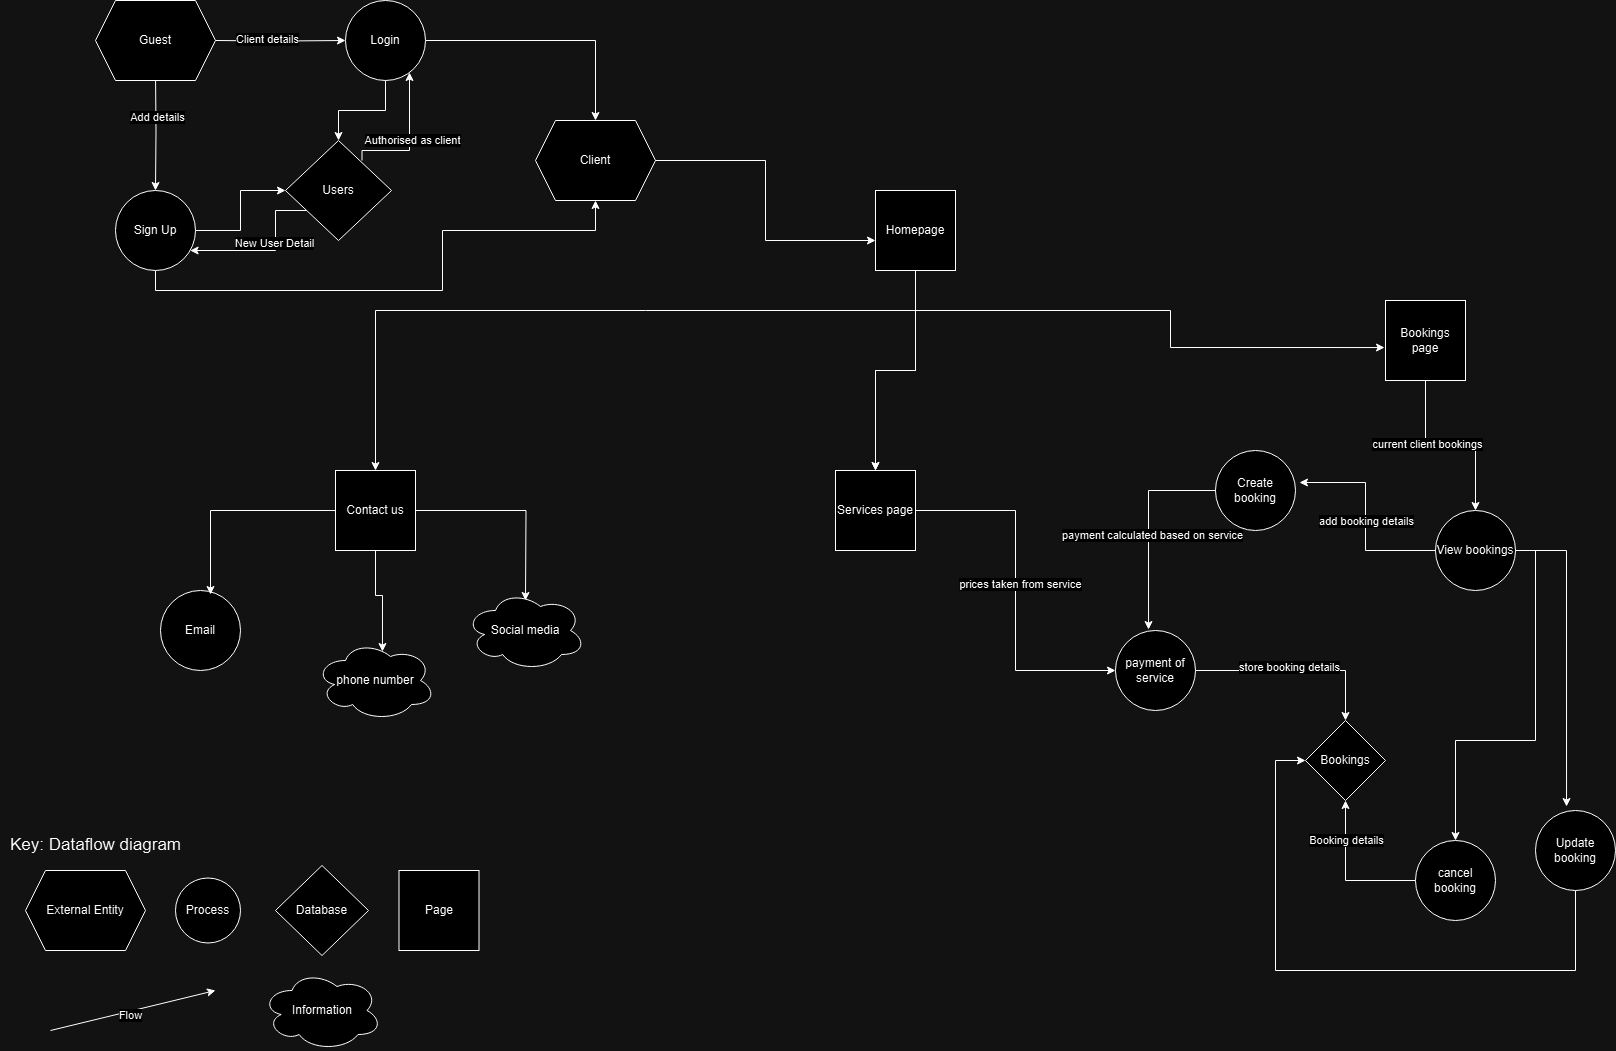 Guest
Client details
Login
Add details
Authorised as client
Client
Users
Sign Up
New User Detail
Homepage
Bookings
page
current client bookings
Create
booking
Contact us
Services page
add booking details
payment calculated based on service
View bookings
prices taken from service
Email
Social media
phone number
payment of
service
store booking details
Bookings
Booking details
Update
booking
cancel
booking
Key: Dataflow diagram
External Entity
Process
Database
Page
Flow
Information